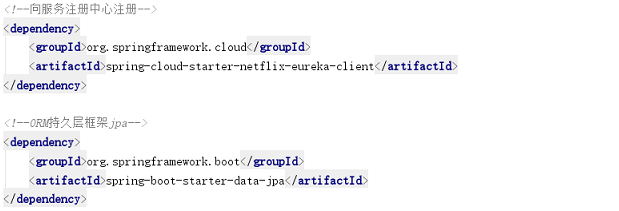 <!--向服务注册中心注册-->
<dependency>
    <groupId>org.springframework.cloud</groupId>
    <artifactId>spring-cloud-starter-netflix-eureka-client</artifactId>
</dependency>

<!--ORM持久层框架jpa-->
<dependency>
    <groupId>org.springframework.boot</groupId>
    <artifactId>spring-boot-starter-data-jpa</artifactId>
</dependency>